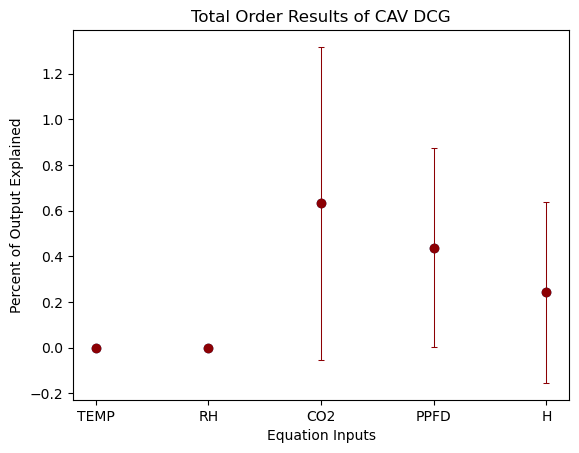 Total Order Results of CAV DCG
Percent of Output Explained
1.2
1.0
0.8
0.6
0.4
0.2
0.0
−0.2
TEMP RH CO2 PPFD H
Equation Inputs